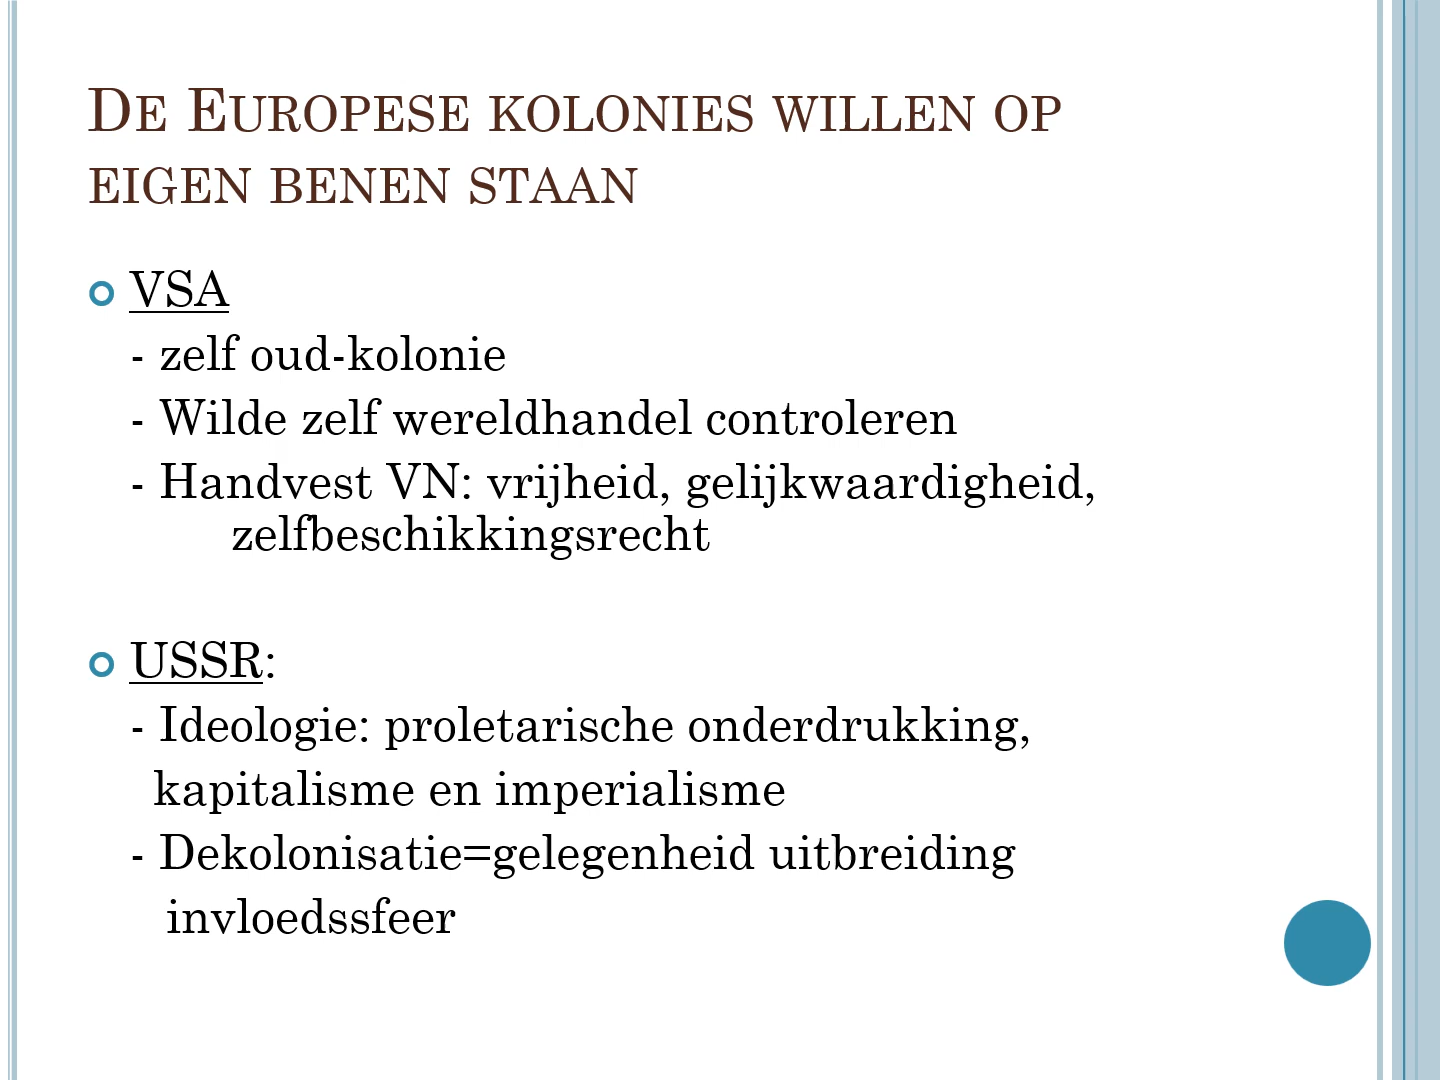 De Europese kolonies willen op
eigen benen staan
VSA
- zelf oud-kolonie
- Wilde zelf wereldhandel controleren
- Handvest VN: vrijheid, gelijkwaardigheid,
zelfbeschikkingsrecht
USSR:
- Ideologie: proletarische onderdrukking,
kapitalisme en imperialisme
- Dekolonisatie=gelegenheid uitbreiding
invloedssfeer